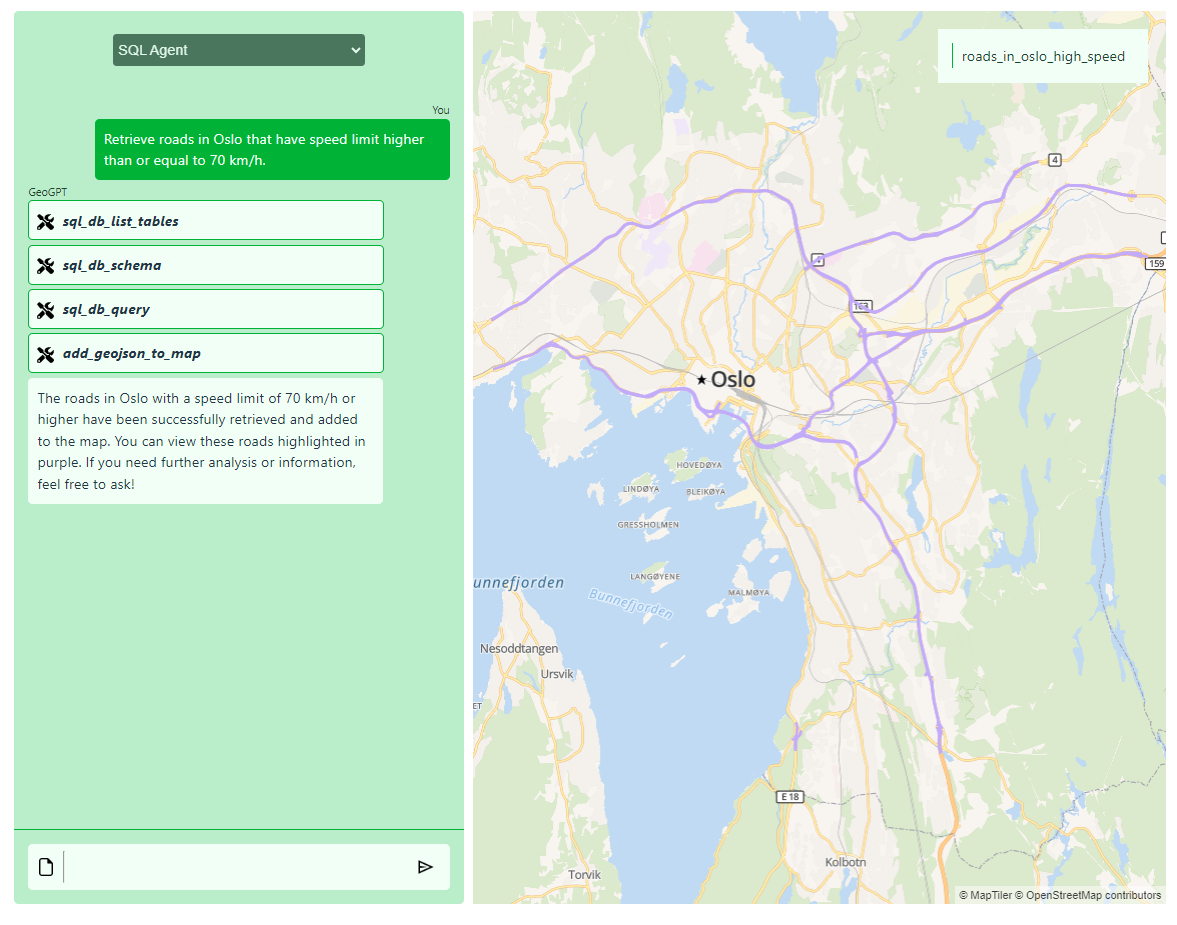 SQL Agent
You
Retrieve roads in Oslo that have speed limit higher
than or equal to 70 km/h.
GeoGPT
sql_db_list_tables
sql_db_schema
sql_db_query
add_geojson_to_map
The roads in Oslo with a speed limit of 70 km/h or
higher have been successfully retrieved and added
to the map. You can view these roads highlighted in
purple. If you need further analysis or information,
feel free to ask!
roads_in_oslo_high_speed
4
4
159
163
Oslo
HOVEDØYA
LINDØYA
BLEIKØYA
GRESSHOLMEN
LANGØYENE
MALMØYA
unnefjorden
Bunnefjorden
Nesoddtangen
Ursvik
ET
E 18
Kolbotn
Torvik
© MapTiler © OpenStreetMap contributors